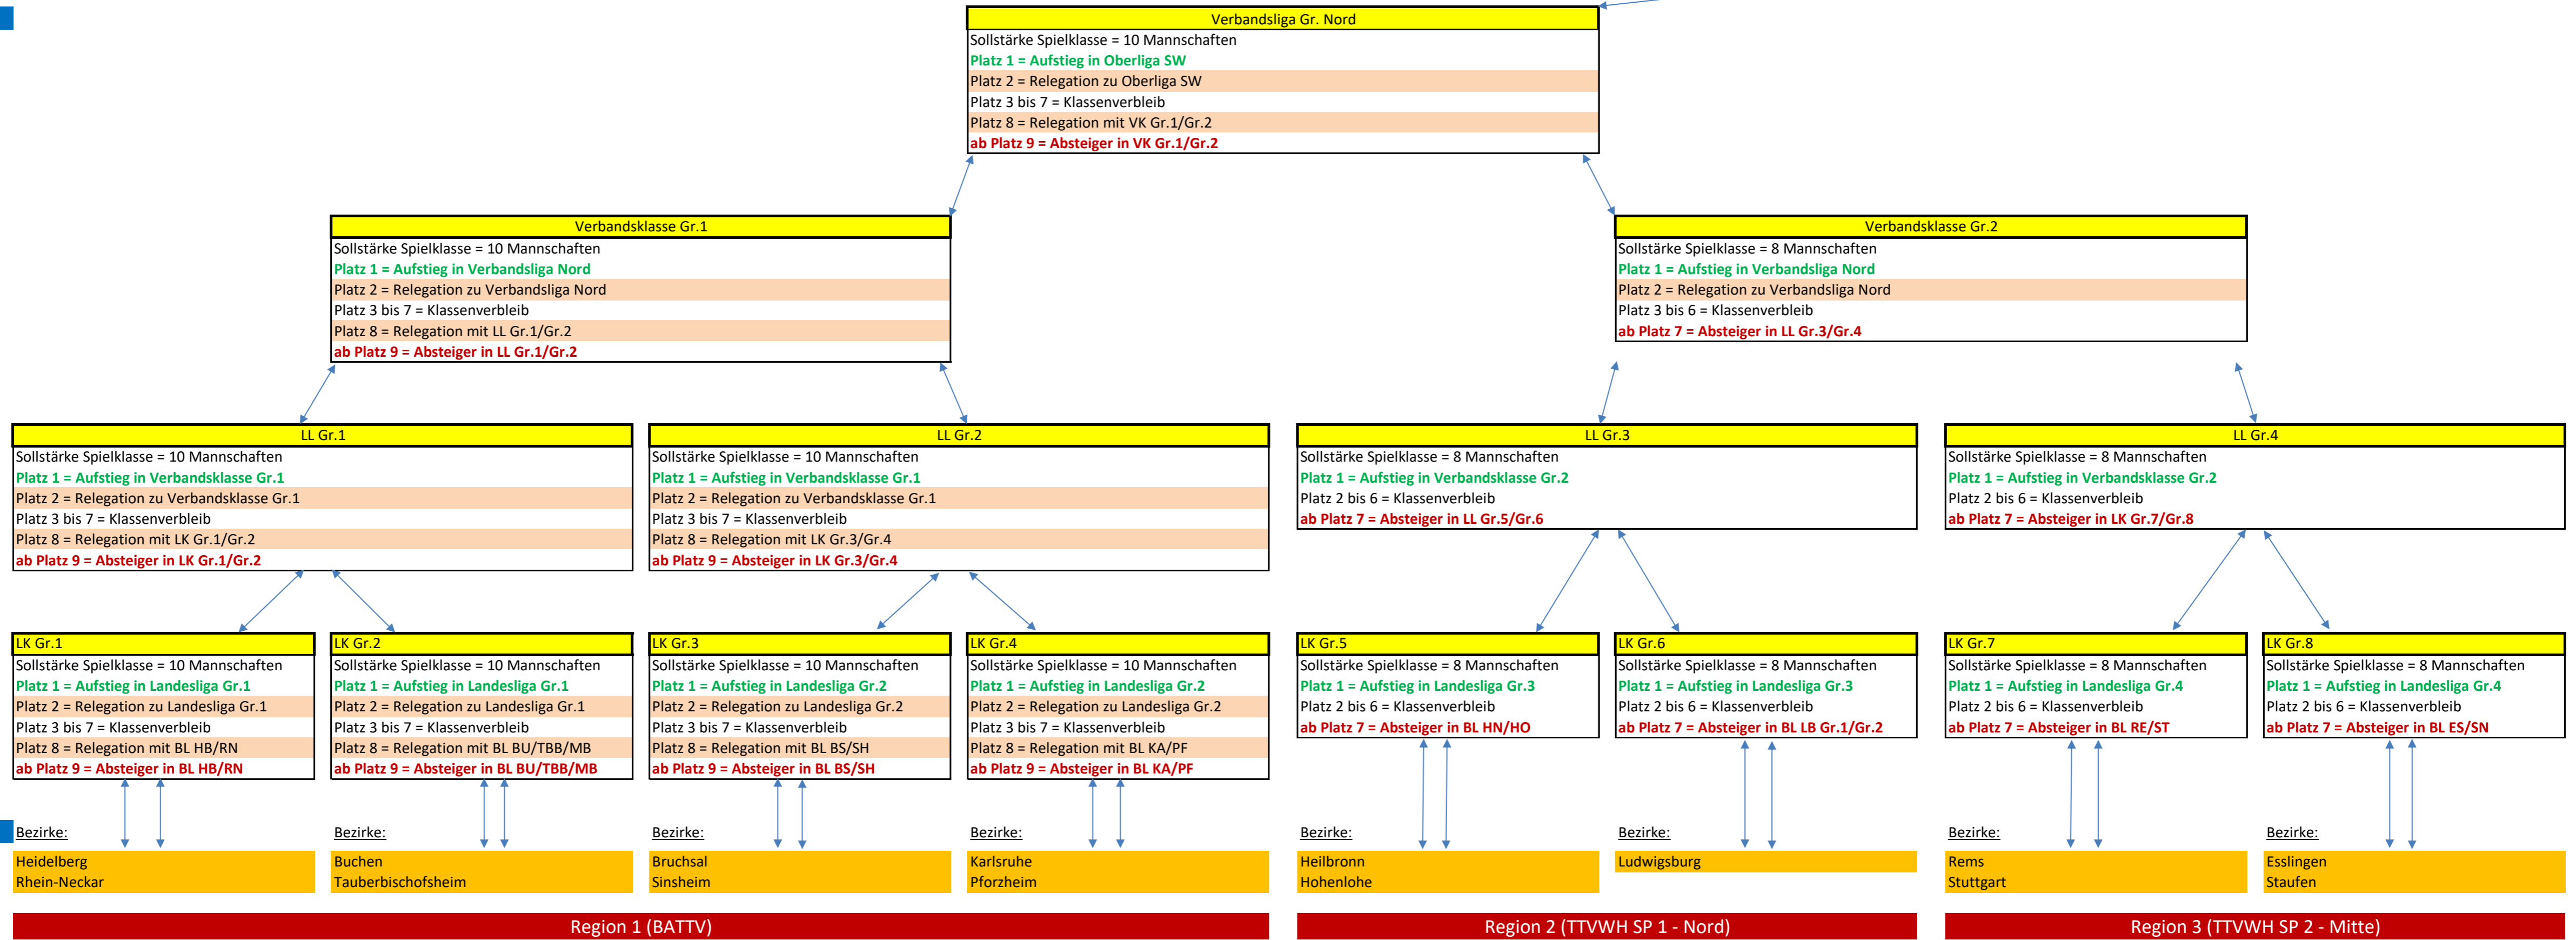 Verbandsliga Gr. Nord
Sollstärke Spielklasse = 10 Mannschaften
Platz 1 = Aufstieg in Oberliga SW
Platz 2 = Relegation zu Oberliga SW
Platz 3 bis 7 = Klassenverbleib
Platz 8 = Relegation mit VK Gr.1/Gr.2
ab Platz 9 = Absteiger in VK Gr.1/Gr.2
Verbandsklasse Gr.1
Sollstärke Spielklasse = 10 Mannschaften
Platz 1 = Aufstieg in Verbandsliga Nord
Platz 2 = Relegation zu Verbandsliga Nord
Platz 3 bis 7 = Klassenverbleib
Platz 8 = Relegation mit LL Gr.1/Gr.2
ab Platz 9 = Absteiger in LL Gr.1/Gr.2
Verbandsklasse Gr.2
Sollstärke Spielklasse = 8 Mannschaften
Platz 1 = Aufstieg in Verbandsliga Nord
Platz 2 = Relegation zu Verbandsliga Nord
Platz 3 bis 6 = Klassenverbleib
ab Platz 7 = Absteiger in LL Gr.3/Gr.4
LL Gr.1
Sollstärke Spielklasse = 10 Mannschaften
Platz 1 = Aufstieg in Verbandsklasse Gr.1
Platz 2 = Relegation zu Verbandsklasse Gr.1
Platz 3 bis 7 = Klassenverbleib
Platz 8 = Relegation mit LK Gr.1/Gr.2
ab Platz 9 = Absteiger in LK Gr.1/Gr.2
LL Gr.2
Sollstärke Spielklasse = 10 Mannschaften
Platz 1 = Aufstieg in Verbandsklasse Gr.1
Platz 2 = Relegation zu Verbandsklasse Gr.1
Platz 3 bis 7 = Klassenverbleib
Platz 8 = Relegation mit LK Gr.3/Gr.4
ab Platz 9 = Absteiger in LK Gr.3/Gr.4
LL Gr.3
Sollstärke Spielklasse = 8 Mannschaften
Platz 1 = Aufstieg in Verbandsklasse Gr.2
Platz 2 bis 6 = Klassenverbleib
ab Platz 7 = Absteiger in LL Gr.5/Gr.6
LL Gr.4
Sollstärke Spielklasse = 8 Mannschaften
Platz 1 = Aufstieg in Verbandsklasse Gr.2
Platz 2 bis 6 = Klassenverbleib
ab Platz 7 = Absteiger in LK Gr.7/Gr.8
LK Gr.1
Sollstärke Spielklasse = 10 Mannschaften
Platz 1 = Aufstieg in Landesliga Gr.1
Platz 2 = Relegation zu Landesliga Gr.1
Platz 3 bis 7 = Klassenverbleib
Platz 8 = Relegation mit BL HB/RN
ab Platz 9 = Absteiger in BL HB/RN
LK Gr.2
Sollstärke Spielklasse = 10 Mannschaften
Platz 1 = Aufstieg in Landesliga Gr.1
Platz 2 = Relegation zu Landesliga Gr.1
Platz 3 bis 7 = Klassenverbleib
Platz 8 = Relegation mit BL BU/TBB/MB
ab Platz 9 = Absteiger in BL BU/TBB/MB
LK Gr.3
Sollstärke Spielklasse = 10 Mannschaften
Platz 1 = Aufstieg in Landesliga Gr.2
Platz 2 = Relegation zu Landesliga Gr.2
Platz 3 bis 7 = Klassenverbleib
Platz 8 = Relegation mit BL BS/SH
ab Platz 9 = Absteiger in BL BS/SH
LK Gr.4
Sollstärke Spielklasse = 10 Mannschaften
Platz 1 = Aufstieg in Landesliga Gr.2
Platz 2 = Relegation zu Landesliga Gr.2
Platz 3 bis 7 = Klassenverbleib
Platz 8 = Relegation mit BL KA/PF
ab Platz 9 = Absteiger in BL KA/PF
LK Gr.5
Sollstärke Spielklasse = 8 Mannschaften
Platz 1 = Aufstieg in Landesliga Gr.3
Platz 2 bis 6 = Klassenverbleib
ab Platz 7 = Absteiger in BL HN/HO
LK Gr.6
Sollstärke Spielklasse = 8 Mannschaften
Platz 1 = Aufstieg in Landesliga Gr.3
Platz 2 bis 6 = Klassenverbleib
ab Platz 7 = Absteiger in BL LB Gr.1/Gr.2
LK Gr.7
Sollstärke Spielklasse = 8 Mannschaften
Platz 1 = Aufstieg in Landesliga Gr.4
Platz 2 bis 6 = Klassenverbleib
ab Platz 7 = Absteiger in BL RE/ST
LK Gr.8
Sollstärke Spielklasse = 8 Mannschaften
Platz 1 = Aufstieg in Landesliga Gr.4
Platz 2 bis 6 = Klassenverbleib
ab Platz 7 = Absteiger in BL ES/SN
Bezirke:
Heidelberg
Rhein-Neckar
Bezirke:
Buchen
Tauberbischofsheim
Bezirke:
Bruchsal
Sinsheim
Bezirke:
Karlsruhe
Pforzheim
Bezirke:
Heilbronn
Hohenlohe
Bezirke:
Ludwigsburg
Bezirke:
Rems
Stuttgart
Bezirke:
Esslingen
Staufen
Region 1 (BATTV)
Region 2 (TTVWH SP 1 - Nord)
Region 3 (TTVWH SP 2 - Mitte)